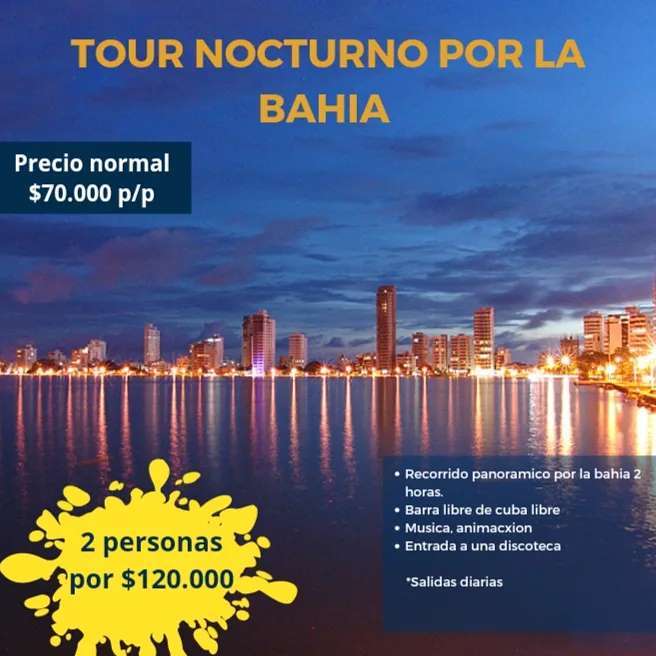 TOUR NOCTURNO POR LA
BAHIA
Precio normal
$70.000 p/p
• Recorrido panoramico por la bahia 2
horas.
• Barra libre de cuba libre
• Musica, animacxion
• Entrada a una discoteca
*Salidas diarias
2 personas
por $120.000